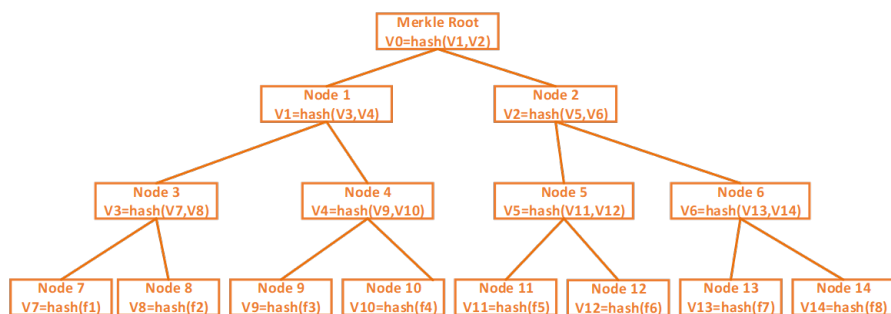 Merkle Root
V0=hash(V1,V2)
Node 1
V1=hash(V3,V4)
Node 2
V2=hash(V5,V6)
Node 3
V3=hash(V7,V8)
Node 4
V4=hash(V9,V10)
Node 5
V5=hash(V11,V12)
Node 6
V6=hash(V13,V14)
Node 7
V7=hash(f1)
Node 8
V8=hash(f2)
Node 9
V9=hash(f3)
Node 10
V10=hash(f4)
Node 11
V11=hash(f5)
Node 12
V12=hash(f6)
Node 13
V13=hash(f7)
Node 14
V14=hash(f8)